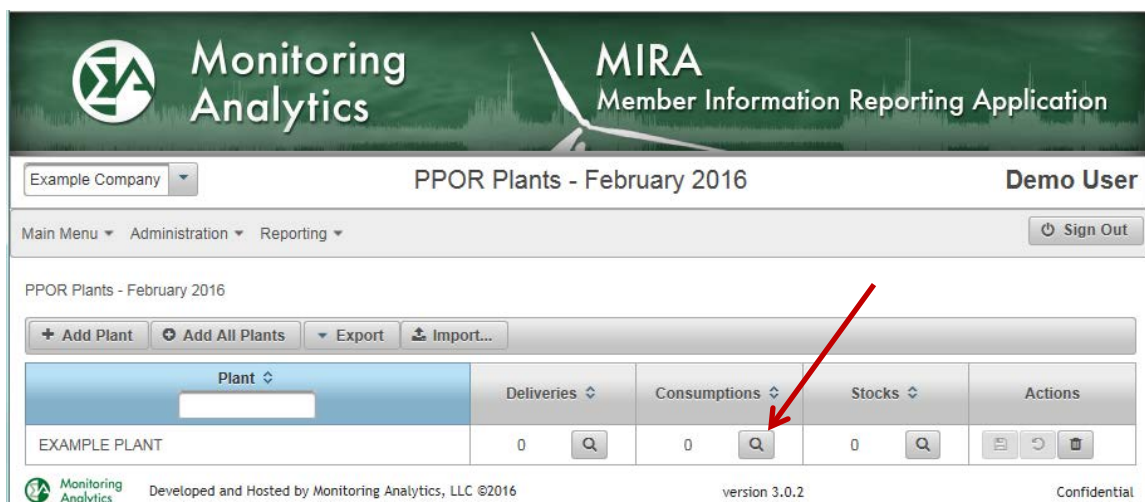 Monitoring Analytics
MIRA
Member Information Reporting Application
Example Company
PPOR Plants - February 2016
Demo User
Main Menu Administration Reporting
Sign Out
PPOR Plants - February 2016
+ Add Plant Add All Plants Export Import...
Plant Deliveries Consumptions Stocks Actions
EXAMPLE PLANT 0 0 0
Monitoring Analytics Developed and Hosted by Monitoring Analytics, LLC ©2016 version 3.0.2 Confidential